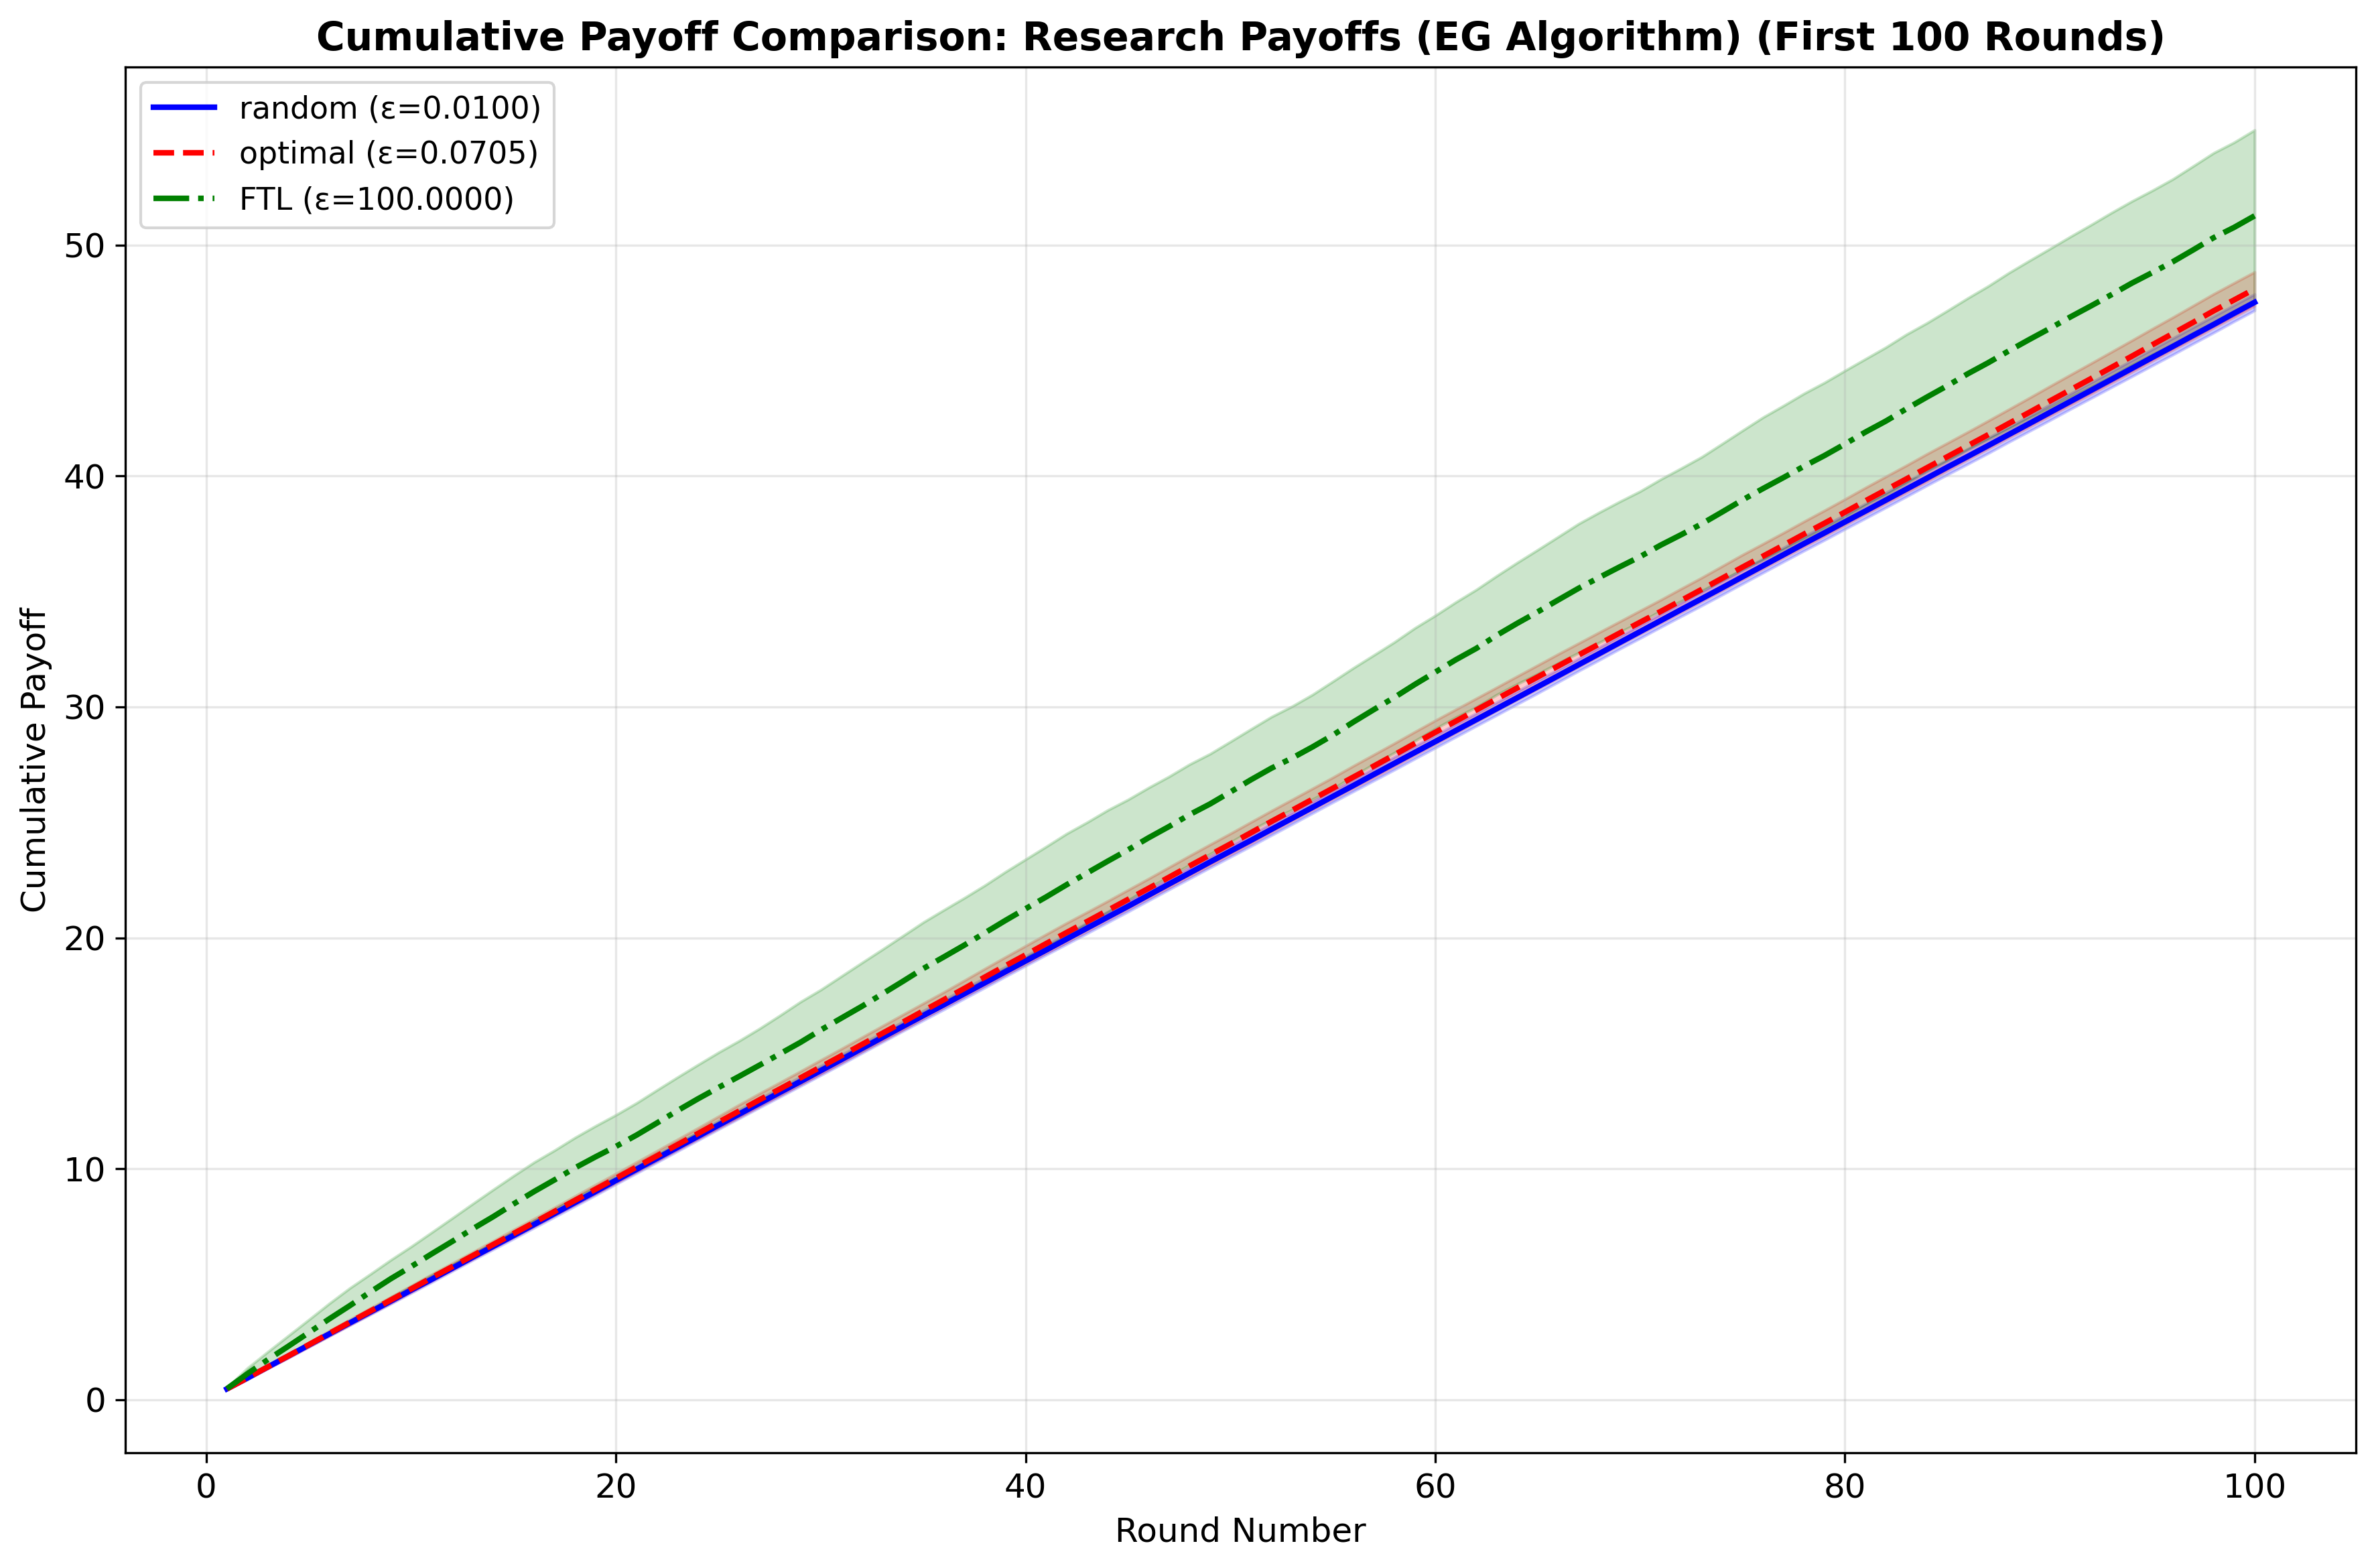 Cumulative Payoff Comparison: Research Payoffs (EG Algorithm) (First 100 Rounds)
random (ε=0.0100)
optimal (ε=0.0705)
FTL (ε=100.0000)
50
40
30
20
10
0
Cumulative Payoff
0 20 40 60 80 100
Round Number